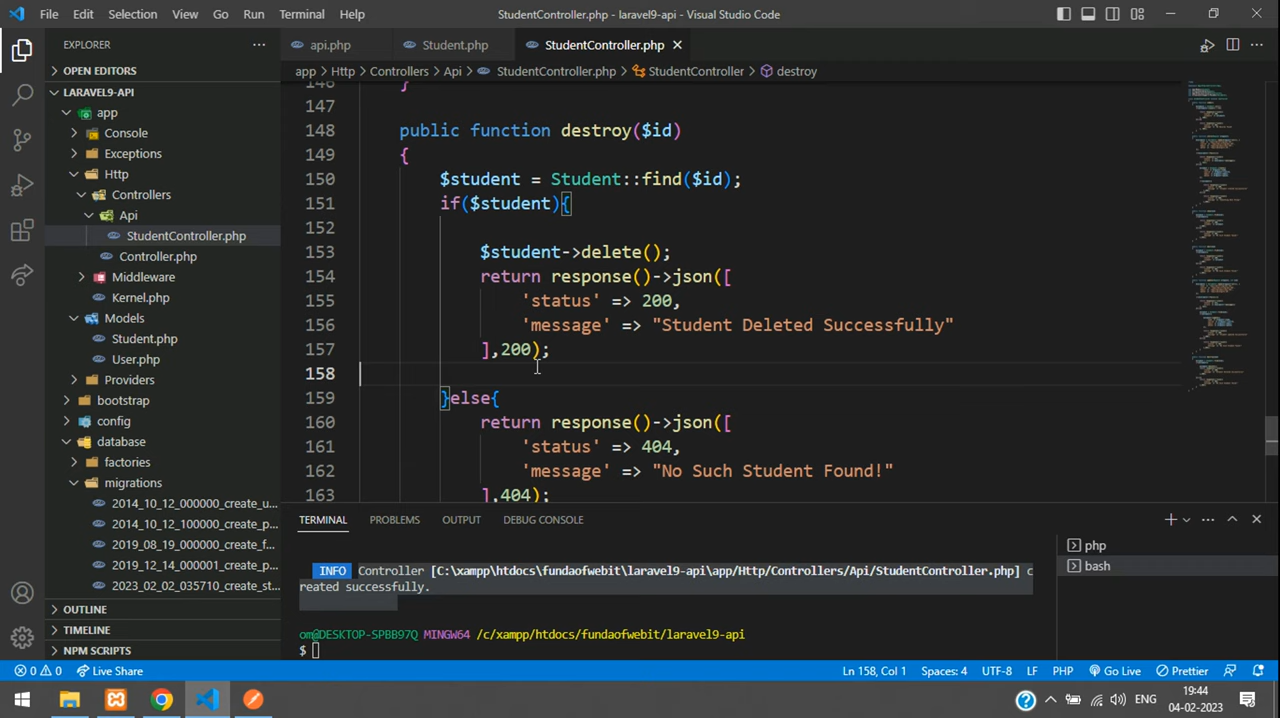 File Edit Selection View Go Run Terminal Help StudentController.php - laravel9-api - Visual Studio Code
EXPLORER ··· api.php Student.php StudentController.php
OPEN EDITORS
app > Http > Controllers > Api > StudentController.php > StudentController > destroy
LARAVEL9-API
app
Console
Exceptions
Http
Controllers
Api
StudentController.php
Controller.php
Middleware
Kernel.php
Models
Student.php
User.php
Providers
bootstrap
config
database
factories
migrations
2014_10_12_000000_create_u...
2014_10_12_100000_create_p...
2019_08_19_000000_create_f...
2019_12_14_000001_create_p...
2023_02_02_035710_create_st...
OUTLINE
TIMELINE
NPM SCRIPTS
146 }
147
148 public function destroy($id)
149 {
150 $student = Student::find($id);
151 if($student){
152
153 $student->delete();
154 return response()->json([
155 'status' => 200,
156 'message' => "Student Deleted Successfully"
157 ],200);
158
159 }else{
160 return response()->json([
161 'status' => 404,
162 'message' => "No Such Student Found!"
163 ],404);
TERMINAL PROBLEMS OUTPUT DEBUG CONSOLE
INFO Controller [C:\xampp\htdocs\fundaofwebit\laravel9-api\app/Http/Controllers/Api/StudentController.php] c
reated successfully.
om@DESKTOP-SPBB97Q MINGW64 /c/xampp/htdocs/fundaofwebit/laravel9-api
$
php
bash
0 0 Live Share Ln 158, Col 1 Spaces: 4 UTF-8 LF PHP Go Live Prettier
ENG 19:44
04-02-2023